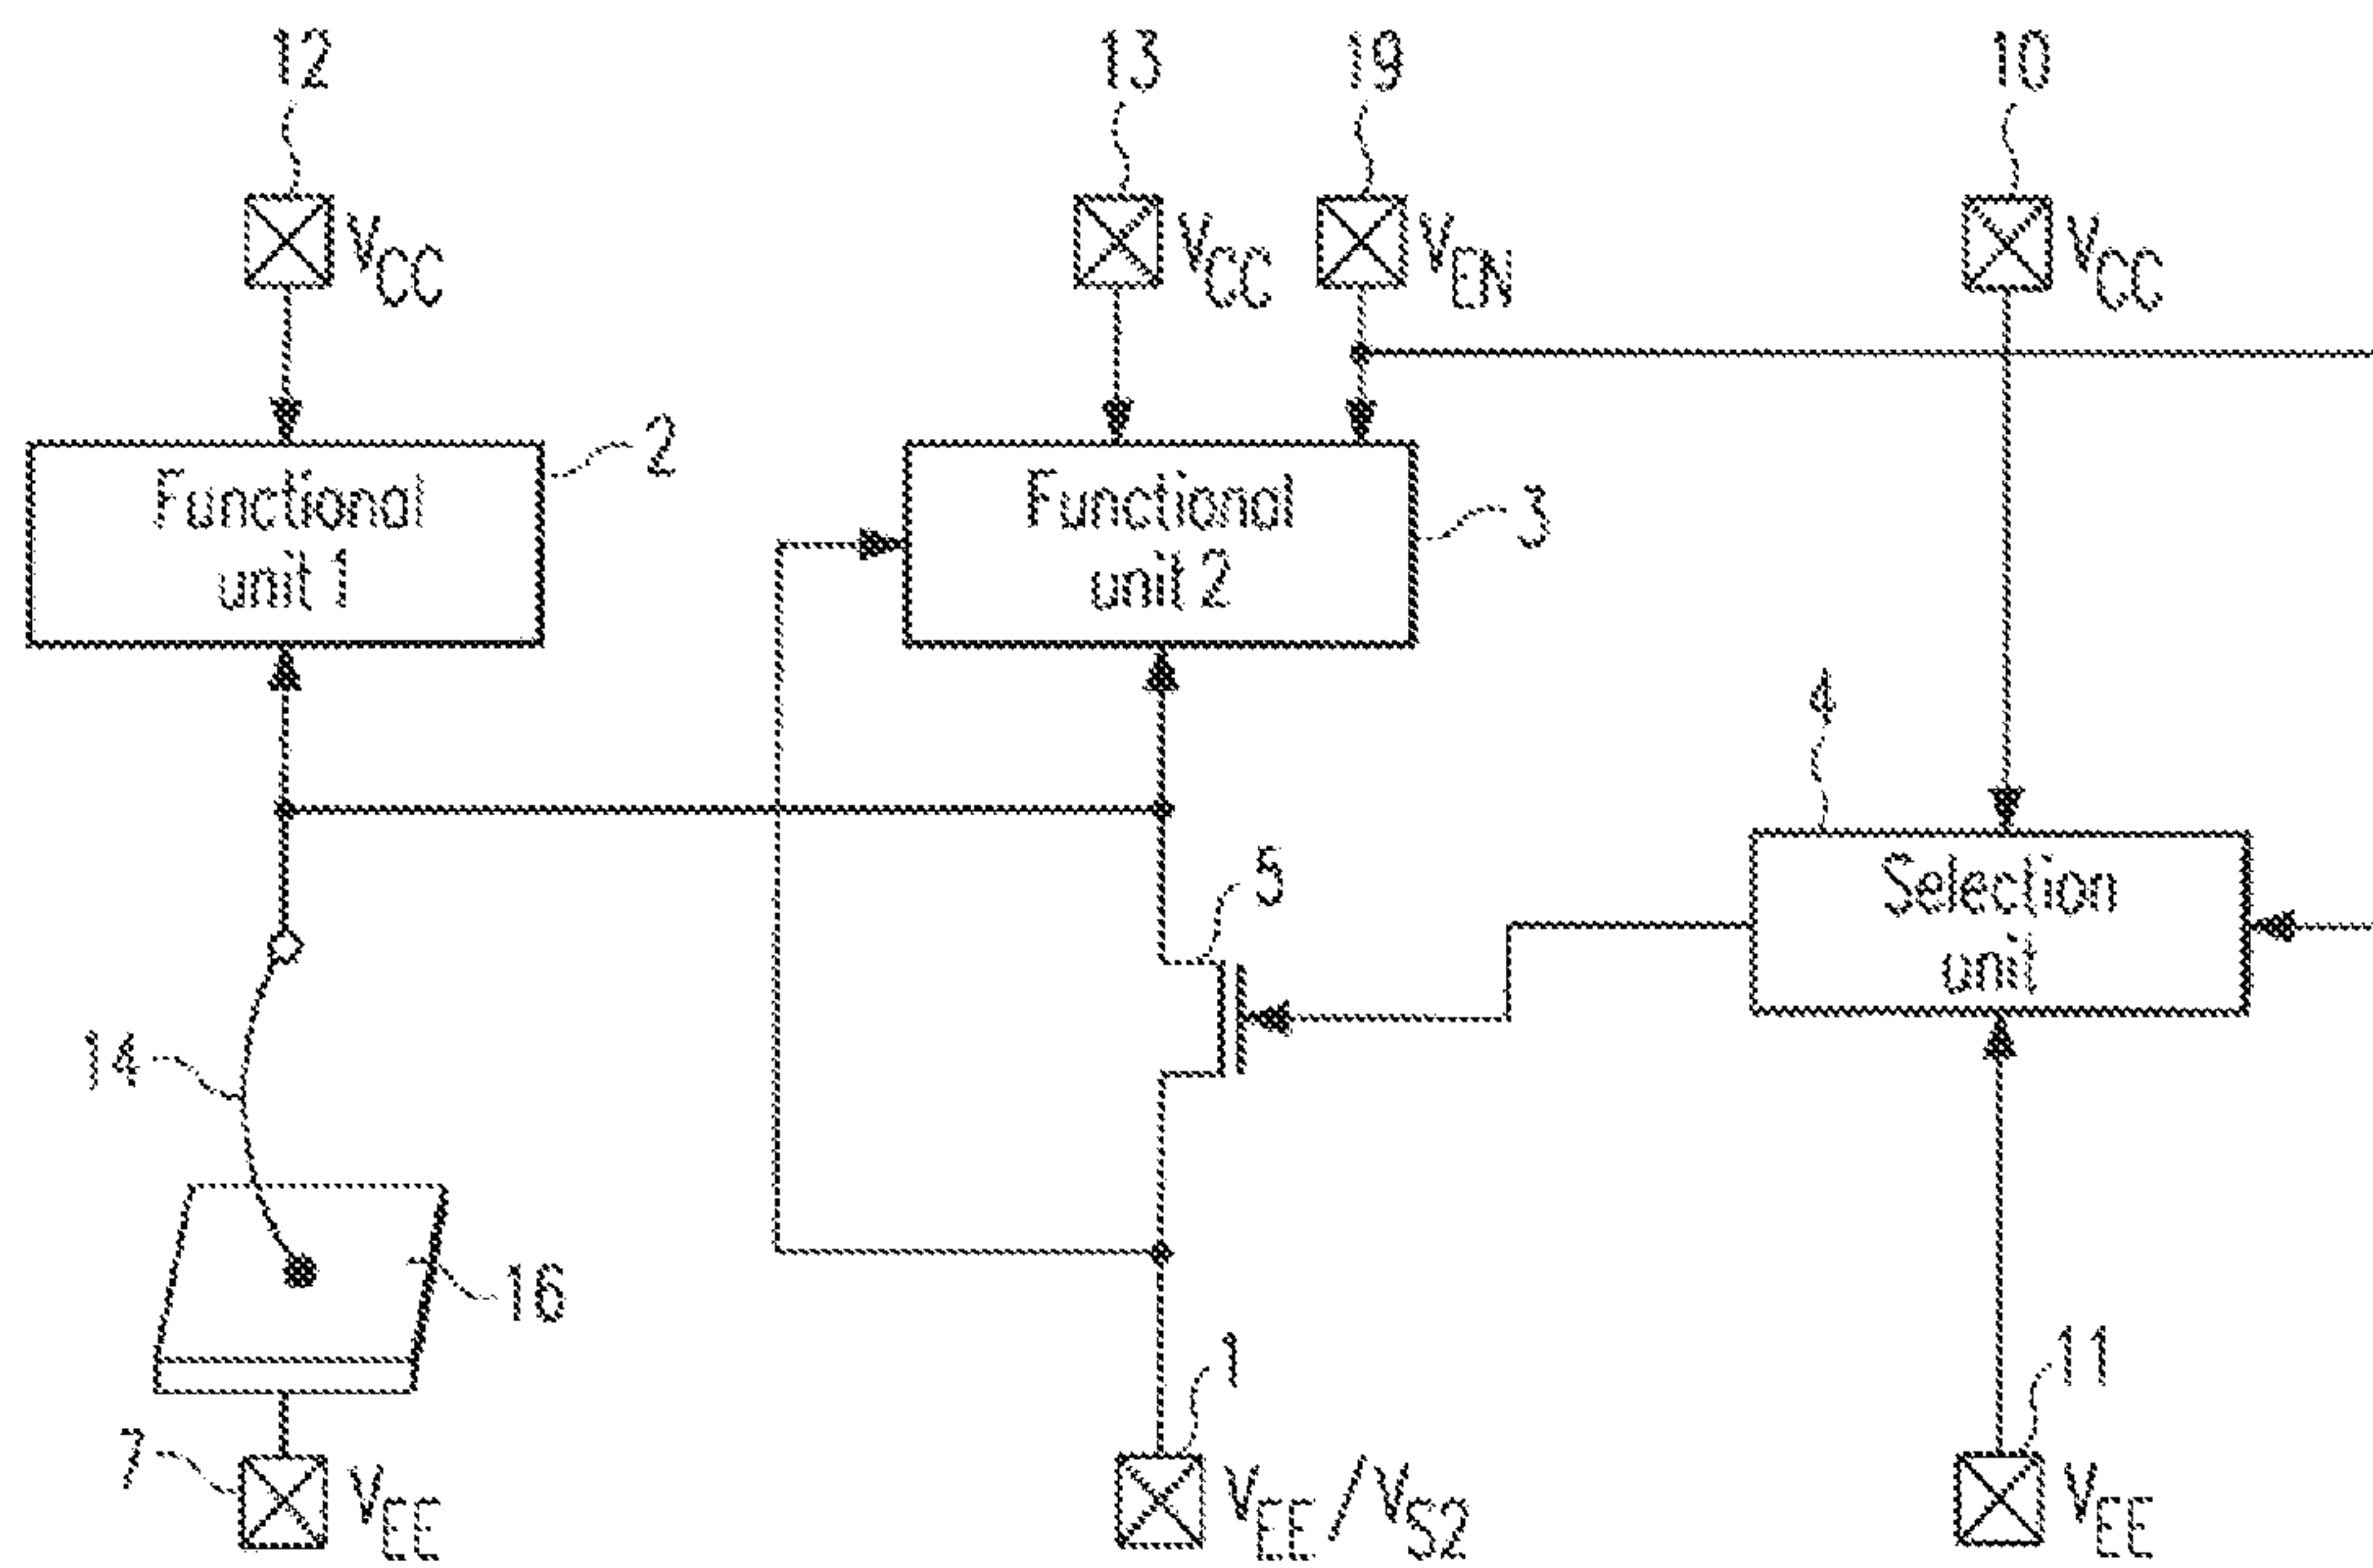 12 13 19 10
VCC VCC VEN VCC
2
Functional
unit 1
Functional
unit 2
3
4
5
Selection
unit
14
16
1
11
7
VEE VEE/VS2 VEE